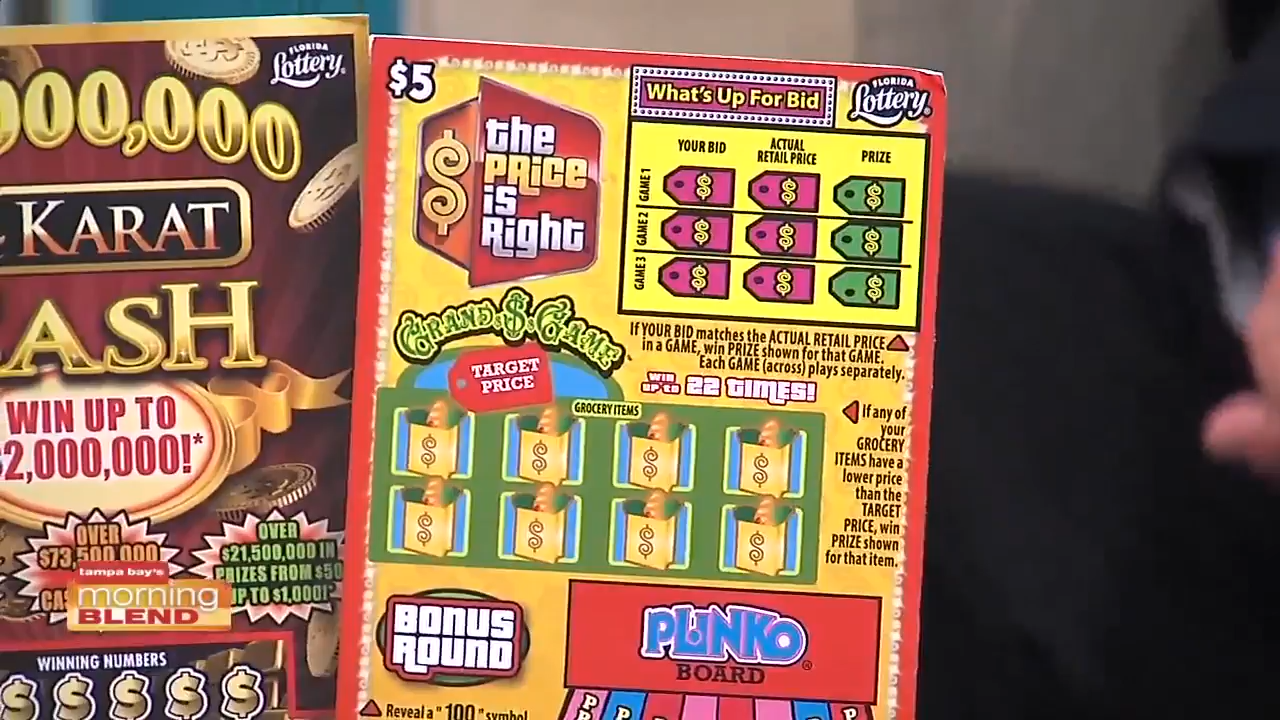 FLORIDA
Lottery
000,000
KARAT
ASH
WIN UP TO
$2,000,000!*
OVER
$73,500,000
OVER
$21,500,000 IN
PRIZES FROM $50
UP TO $1,000!*
tampa bay's
morning
BLEND
WINNING NUMBERS
$ $ $ $ $
$5
the
PRICE
is
Right
What's Up For Bid
FLORIDA
Lottery
YOUR BID
ACTUAL
RETAIL PRICE
PRIZE
GAME 1
GAME 2
GAME 3
If YOUR BID matches the ACTUAL RETAIL PRICE
in a GAME, win PRIZE shown for that GAME.
Each GAME (across) plays separately.
WIN
UP TO 22 TIMES!
GRAND $ GAME
TARGET
PRICE
GROCERY ITEMS
If any of
your
GROCERY
ITEMS have a
lower price
than the
TARGET
PRICE, win
PRIZE shown
for that item.
BONUS
ROUND
PLINKO®
BOARD
Reveal a "100" symbol